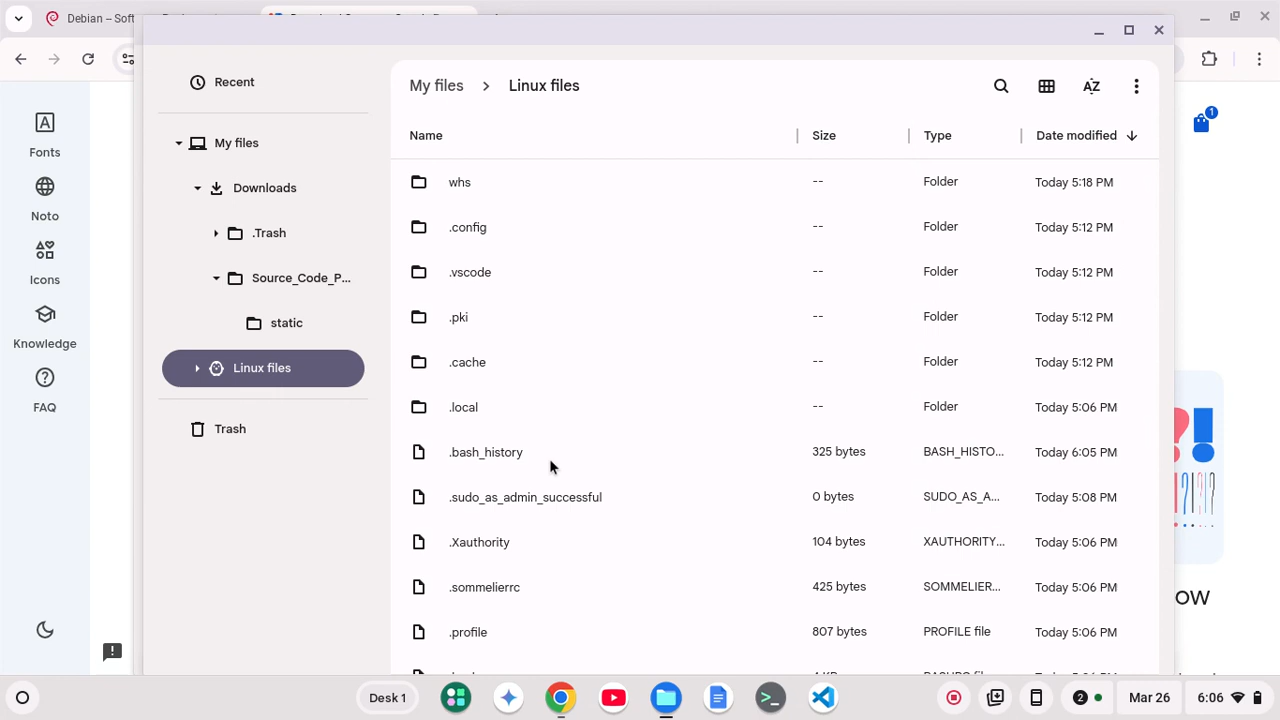 Debian – Soft
Fonts
Noto
Icons
Knowledge
FAQ
Recent
My files
Downloads
.Trash
Source_Code_P...
static
Linux files
Trash
My files
Linux files
AZ
Name
Size
Type
Date modified
whs -- Folder Today 5:18 PM
.config -- Folder Today 5:12 PM
.vscode -- Folder Today 5:12 PM
.pki -- Folder Today 5:12 PM
.cache -- Folder Today 5:12 PM
.local -- Folder Today 5:06 PM
.bash_history 325 bytes BASH_HISTO... Today 6:05 PM
.sudo_as_admin_successful 0 bytes SUDO_AS_A... Today 5:08 PM
.Xauthority 104 bytes XAUTHORITY... Today 5:06 PM
.sommelierrc 425 bytes SOMMELIER... Today 5:06 PM
.profile 807 bytes PROFILE file Today 5:06 PM
1
ow
Desk 1
2
Mar 26
6:06